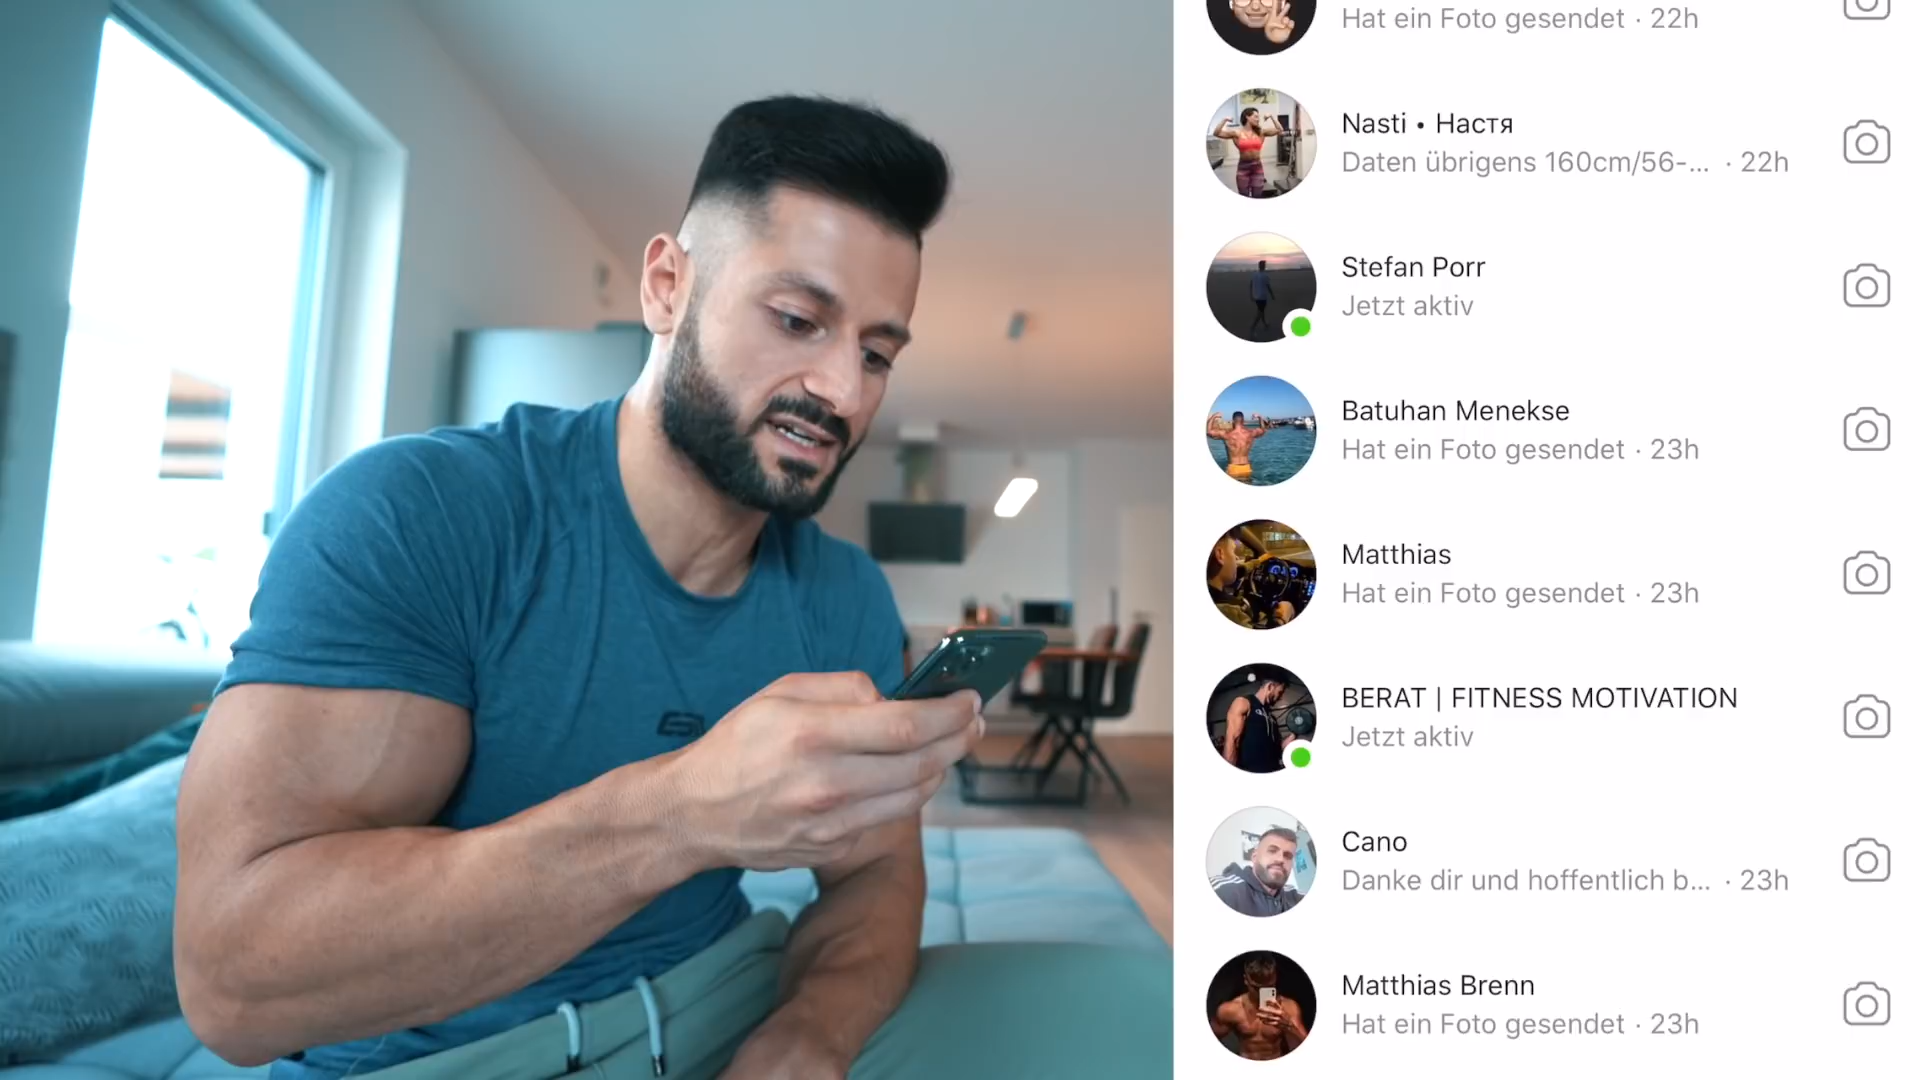 Hat ein Foto gesendet · 22h
Nasti • Настя
Daten übrigens 160cm/56-... · 22h
Stefan Porr
Jetzt aktiv
Batuhan Menekse
Hat ein Foto gesendet · 23h
Matthias
Hat ein Foto gesendet · 23h
BERAT | FITNESS MOTIVATION
Jetzt aktiv
Cano
Danke dir und hoffentlich b... · 23h
Matthias Brenn
Hat ein Foto gesendet · 23h